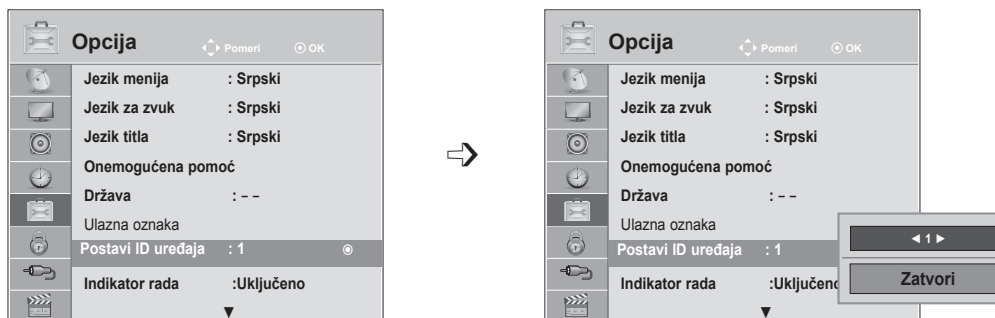 Opcija
Pomeri OK
Jezik menija : Srpski
Jezik za zvuk : Srpski
Jezik titla : Srpski
Onemogućena pomoć
Država : – –
Ulazna oznaka
Postavi ID uređaja : 1
Indikator rada :Uključeno
Opcija
Pomeri OK
Jezik menija : Srpski
Jezik za zvuk : Srpski
Jezik titla : Srpski
Onemogućena pomoć
Država : – –
Ulazna oznaka
Postavi ID uređaja : 1
◀ 1 ▶
Indikator rada :Uključeno
Zatvori